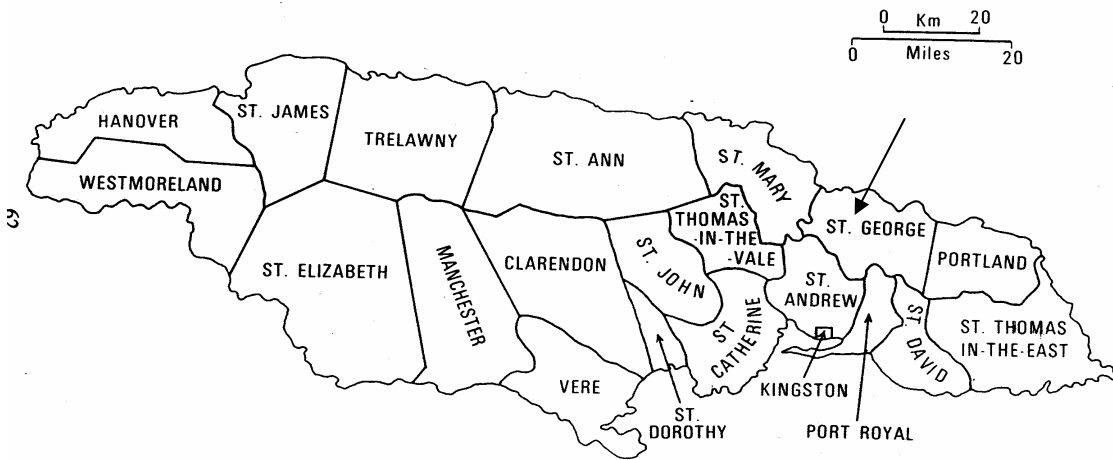 0 Km 20
0 Miles 20
HANOVER
ST. JAMES
TRELAWNY
ST. ANN
ST. MARY
WESTMORELAND
ST.
THOMAS
-IN-THE
-VALE
ST. GEORGE
PORTLAND
ST. ELIZABETH
MANCHESTER
CLARENDON
ST. JOHN
ST.
ANDREW
ST
CATHERINE
ST. DAVID
ST. THOMAS
IN-THE-EAST
VERE
ST.
DOROTHY
KINGSTON
PORT ROYAL